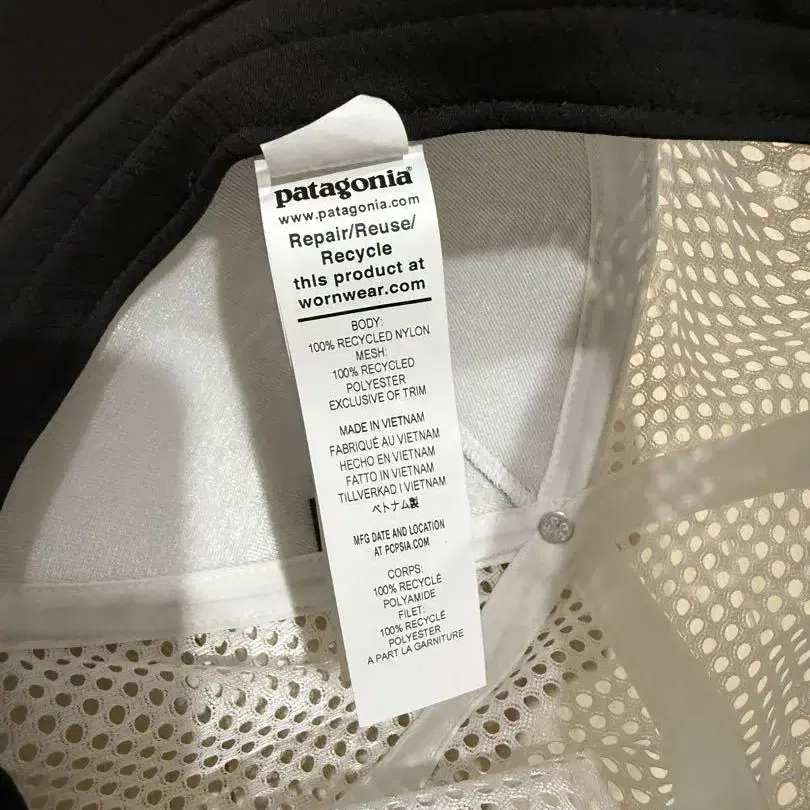 patagonia®
www.patagonia.com
Repair/Reuse/
Recycle
this product at
wornwear.com
BODY:
100% RECYCLED NYLON
MESH:
100% RECYCLED
POLYESTER
EXCLUSIVE OF TRIM
MADE IN VIETNAM
FABRIQUÉ AU VIETNAM
HECHO EN VIETNAM
FATTO IN VIETNAM
TILLVERKAD I VIETNAM
ベトナム製
MFG DATE AND LOCATION
AT PCPSIA.COM
CORPS:
100% RECYCLÉ
POLYAMIDE
FILET:
100% RECYCLÉ
POLYESTER
A PART LA GARNITURE